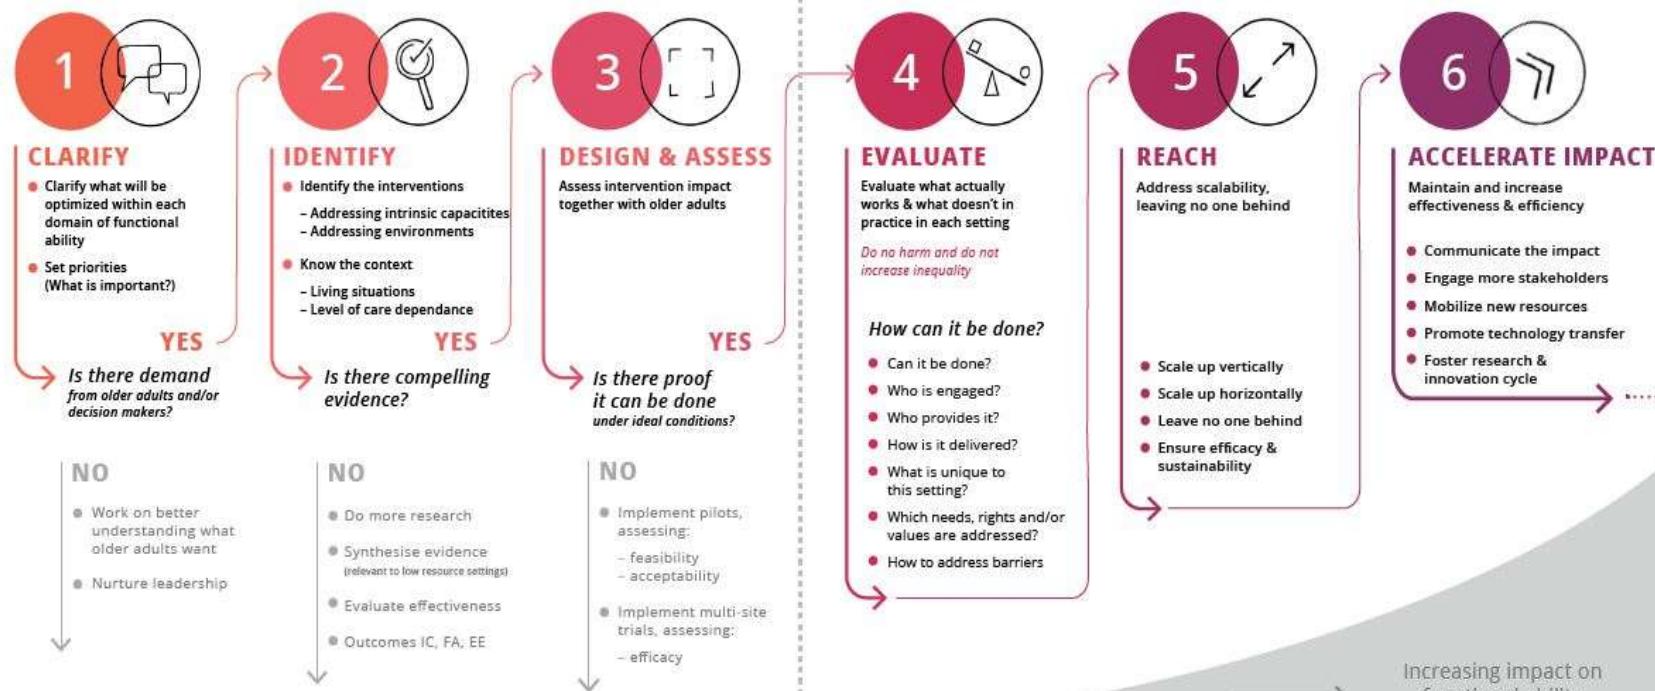 1
CLARIFY
Clarify what will be
optimized within each
domain of functional
ability
Set priorities
(What is important?)
YES
Is there demand
from older adults and/or
decision makers?
NO
Work on better
understanding what
older adults want
Nurture leadership
2
IDENTIFY
Identify the interventions
– Addressing intrinsic capacitites
– Addressing environments
Know the context
– Living situations
– Level of care dependance
YES
Is there compelling
evidence?
NO
Do more research
Synthesise evidence
(relevant to low resource settings)
Evaluate effectiveness
Outcomes IC, FA, EE
3
DESIGN & ASSESS
Assess intervention impact
together with older adults
YES
Is there proof
it can be done
under ideal conditions?
NO
Implement pilots,
assessing:
– feasibility
– acceptability
Implement multi-site
trials, assessing:
– efficacy
4
EVALUATE
Evaluate what actually
works & what doesn't in
practice in each setting
Do no harm and do not
increase inequality
How can it be done?
Can it be done?
Who is engaged?
Who provides it?
How is it delivered?
What is unique to
this setting?
Which needs, rights and/or
values are addressed?
How to address barriers
5
REACH
Address scalability,
leaving no one behind
Scale up vertically
Scale up horizontally
Leave no one behind
Ensure efficacy &
sustainability
6
ACCELERATE IMPACT
Maintain and increase
effectiveness & efficiency
Communicate the impact
Engage more stakeholders
Mobilize new resources
Promote technology transfer
Foster research &
innovation cycle
Increasing impact on